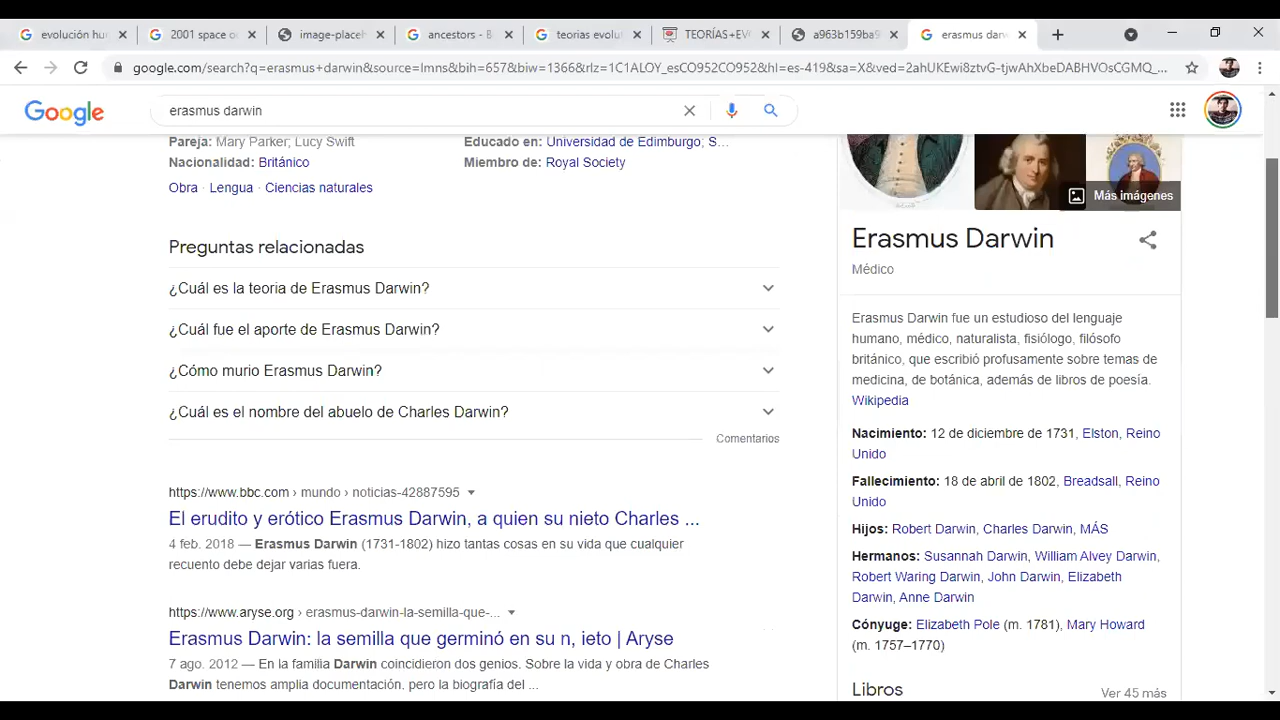 evolución hu
2001 space o
image-placeh
ancestors - B
teorias evolu
TEORÍAS+EV
a963b159ba9
erasmus darw
google.com/search?q=erasmus+darwin&source=lmns&bih=657&biw=1366&rlz=1C1ALOY_esCO952CO952&hl=es-419&sa=X&ved=2ahUKEwi8ztvG-tjwAhXbeDABHVOsCGMQ_...
Google
erasmus darwin
Pareja: Mary Parker; Lucy Swift
Educado en: Universidad de Edimburgo; S...
Nacionalidad: Británico
Miembro de: Royal Society
Obra · Lengua · Ciencias naturales
Preguntas relacionadas
¿Cuál es la teoria de Erasmus Darwin?
¿Cuál fue el aporte de Erasmus Darwin?
¿Cómo murio Erasmus Darwin?
¿Cuál es el nombre del abuelo de Charles Darwin?
Comentarios
https://www.bbc.com › mundo › noticias-42887595
El erudito y erótico Erasmus Darwin, a quien su nieto Charles ...
4 feb. 2018 — Erasmus Darwin (1731-1802) hizo tantas cosas en su vida que cualquier
recuento debe dejar varias fuera.
https://www.aryse.org › erasmus-darwin-la-semilla-que-...
Erasmus Darwin: la semilla que germinó en su n, ieto | Aryse
7 ago. 2012 — En la familia Darwin coincidieron dos genios. Sobre la vida y obra de Charles
Darwin tenemos amplia documentación, pero la biografía del ...
Más imágenes
Erasmus Darwin
Médico
Erasmus Darwin fue un estudioso del lenguaje
humano, médico, naturalista, fisiólogo, filósofo
británico, que escribió profusamente sobre temas de
medicina, de botánica, además de libros de poesía.
Wikipedia
Nacimiento: 12 de diciembre de 1731, Elston, Reino
Unido
Fallecimiento: 18 de abril de 1802, Breadsall, Reino
Unido
Hijos: Robert Darwin, Charles Darwin, MÁS
Hermanos: Susannah Darwin, William Alvey Darwin,
Robert Waring Darwin, John Darwin, Elizabeth
Darwin, Anne Darwin
Cónyuge: Elizabeth Pole (m. 1781), Mary Howard
(m. 1757–1770)
Libros
Ver 45 más